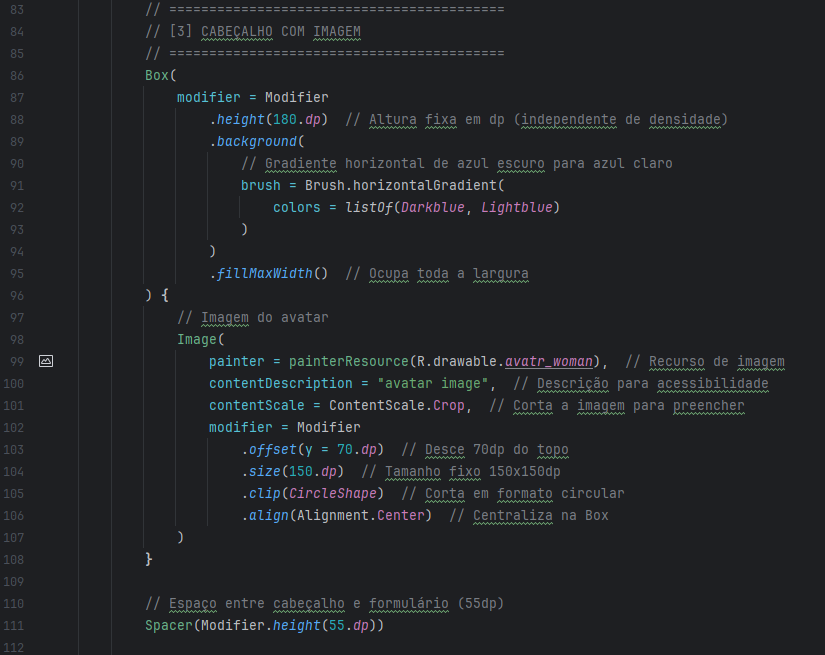 83 // ==========================================
84 // [3] CABEÇALHO COM IMAGEM
85 // ==========================================
86 Box(
87 modifier = Modifier
88 .height(180.dp)  // Altura fixa em dp (independente de densidade)
89 .background(
90 // Gradiente horizontal de azul escuro para azul claro
91 brush = Brush.horizontalGradient(
92 colors = listOf(Darkblue, Lightblue)
93 )
94 )
95 .fillMaxWidth()  // Ocupa toda a largura
96 ) {
97 // Imagem do avatar
98 Image(
99 painter = painterResource(R.drawable.avatr_woman),  // Recurso de imagem
100 contentDescription = "avatar image",  // Descrição para acessibilidade
101 contentScale = ContentScale.Crop,  // Corta a imagem para preencher
102 modifier = Modifier
103 .offset(y = 70.dp)  // Desce 70dp do topo
104 .size(150.dp)  // Tamanho fixo 150x150dp
105 .clip(CircleShape)  // Corta em formato circular
106 .align(Alignment.Center)  // Centraliza na Box
107 )
108 }
109
110 // Espaço entre cabeçalho e formulário (55dp)
111 Spacer(Modifier.height(55.dp))
112